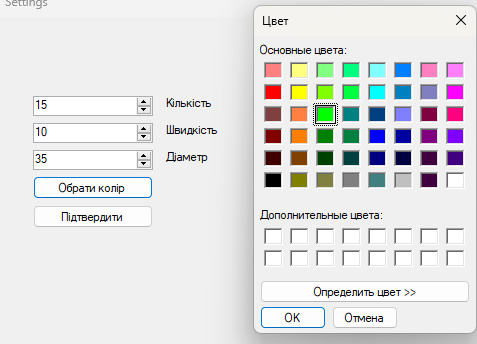 Settings
15 Кількість
10 Швидкість
35 Діаметр
Обрати колір
Підтвердити
Цвет
Основные цвета:
Дополнительные цвета:
Определить цвет >>
OK Отмена